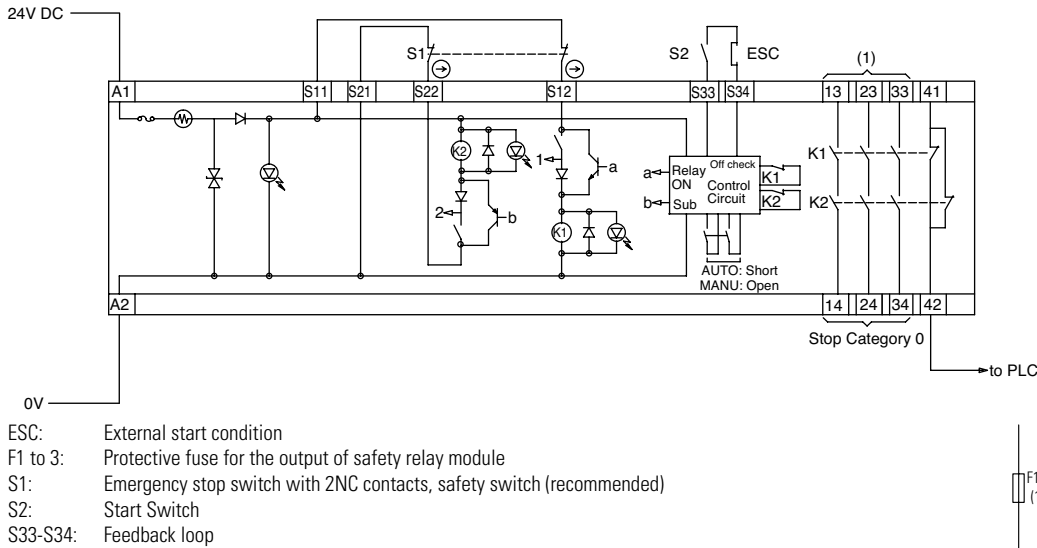 24V DC
S1
S2
ESC
(1)
A1
S11
S21
S22
S12
S33
S34
13
23
33
41
K2
1
a
a
Relay
ON
b
Sub
Off check
Control
Circuit
K1
K2
K1
K2
2
b
K1
AUTO: Short
MANU: Open
A2
14
24
34
42
Stop Category 0
to PLC
0V
ESC: External start condition
F1 to 3: Protective fuse for the output of safety relay module
S1: Emergency stop switch with 2NC contacts, safety switch (recommended)
S2: Start Switch
S33-S34: Feedback loop
F1